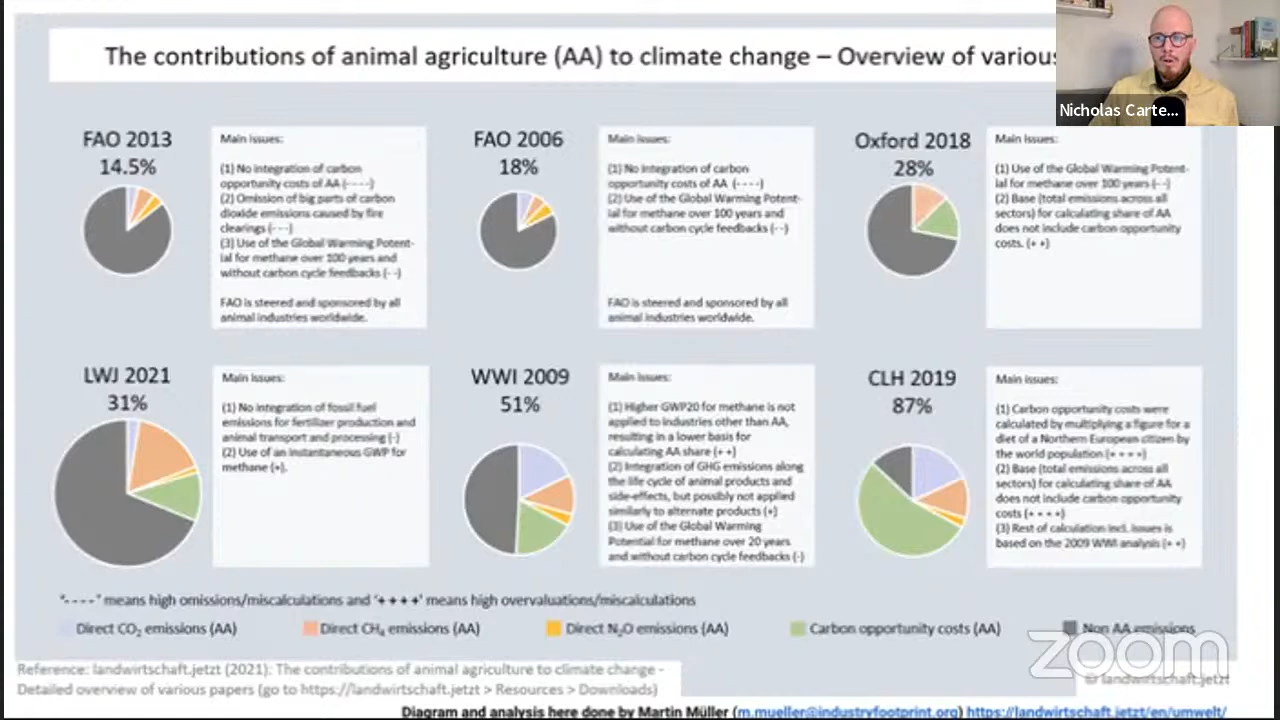 The contributions of animal agriculture (AA) to climate change – Overview of various
Nicholas Carte...
FAO 2013
14.5%
Main issues:
(1) No integration of carbon
opportunity costs of AA (- - - -)
(2) Omission of big parts of carbon
dioxide emissions caused by fire
clearings (- - -)
(3) Use of the Global Warming Potent-
ial for methane over 100 years and
without carbon cycle feedbacks (- -)
FAO is steered and sponsored by all
animal industries worldwide.
FAO 2006
18%
Main issues:
(1) No integration of carbon
opportunity costs of AA (- - - -)
(2) Use of the Global Warming Potent-
ial for methane over 100 years and
without carbon cycle feedbacks (- -)
FAO is steered and sponsored by all
animal industries worldwide.
Oxford 2018
28%
Main issues:
(1) Use of the Global Warming Potent-
ial for methane over 100 years (- -)
(2) Base (total emissions across all
sectors) for calculating share of AA
does not include carbon opportunity
costs. (+ +)
LWJ 2021
31%
Main issues:
(1) No integration of fossil fuel
emissions for fertilizer production and
animal transport and processing (-)
(2) Use of an instantaneous GWP for
methane (+).
WWI 2009
51%
Main issues:
(1) Higher GWP20 for methane is not
applied to industries other than AA,
resulting in a lower basis for
calculating AA share (+ +)
(2) Integration of GHG emissions along
the life cycle of animal products and
side-effects, but possibly not applied
similarly to alternate products (+)
(3) Use of the Global Warming
Potential for methane over 20 years
and without carbon cycle feedbacks (-)
CLH 2019
87%
Main issues:
(1) Carbon opportunity costs were
calculated by multiplying a figure for a
diet of a Northern European citizen by
the world population (+ + + +)
(2) Base (total emissions across all
sectors) for calculating share of AA
does not include carbon opportunity
costs (+ + + +)
(3) Rest of calculation incl. issues is
based on the 2009 WWI analysis (+ +)
"- - - -" means high omissions/miscalculations and '+ + + +' means high overvaluations/miscalculations
Direct CO₂ emissions (AA)
Direct CH₄ emissions (AA)
Direct N₂O emissions (AA)
Carbon opportunity costs (AA)
Non AA emissions
zoom
© landwirtschaft.jetzt
Reference: landwirtschaft.jetzt (2021): The contributions of animal agriculture to climate change -
Detailed overview of various papers (go to https://landwirtschaft.jetzt > Resources > Downloads)
Diagram and analysis here done by Martin Müller (m.mueller@industryfootprint.org) https://landwirtschaft.jetzt/en/umwelt/